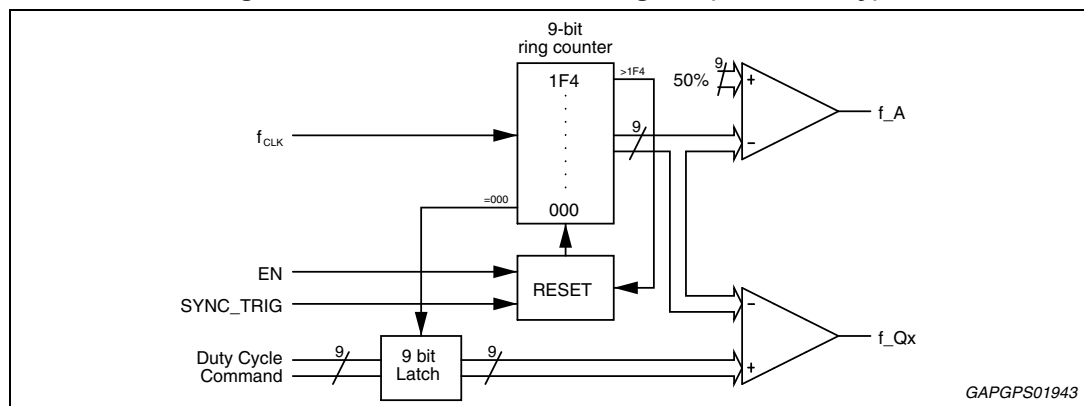 9-bit
ring counter
1F4
>1F4
9
50%
+
f_A
fCLK
9
−
=000
000
EN
RESET
SYNC_TRIG
−
f_Qx
Duty Cycle
Command
9
9 bit
Latch
9
+
GAPGPS01943